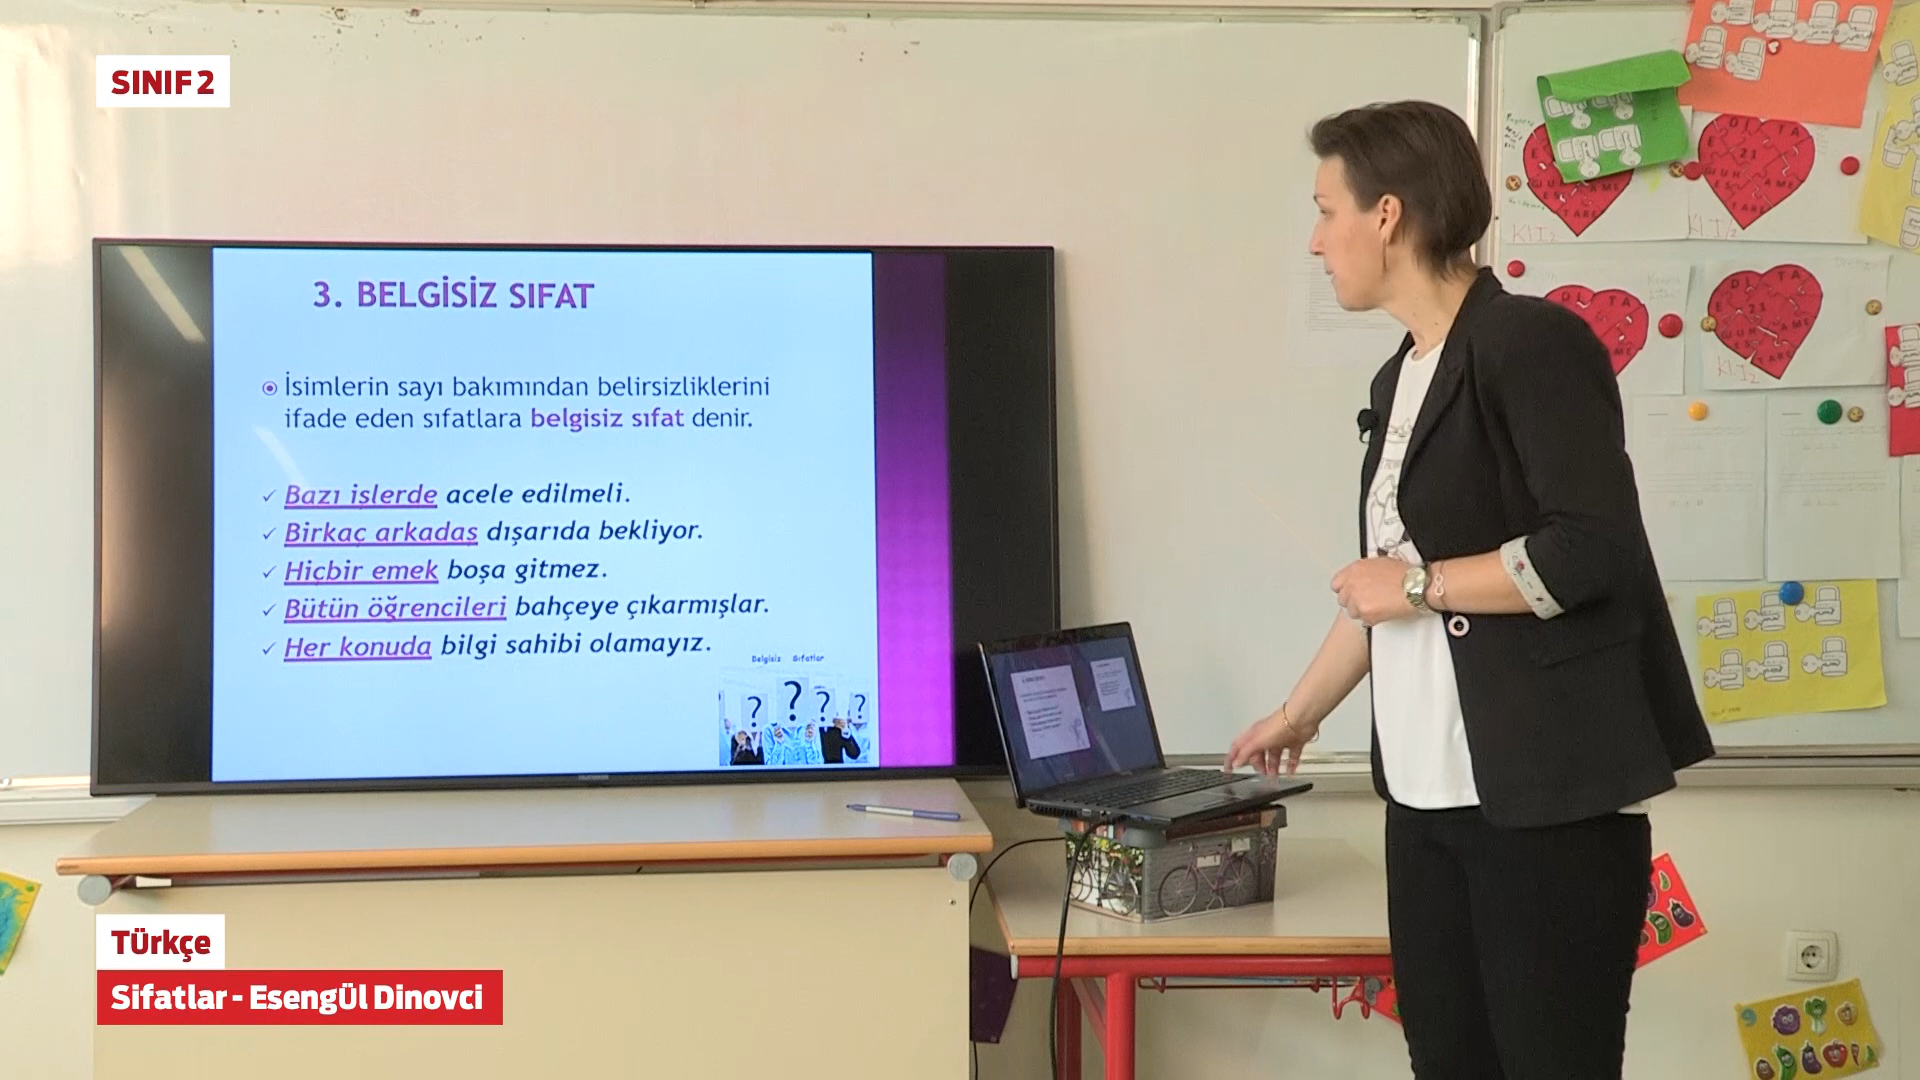 SINIF 2
3. BELGİSİZ SIFAT
İsimlerin sayı bakımından belirsizliklerini
ifade eden sıfatlara belgisiz sıfat denir.
Bazı işlerde acele edilmeli.
Birkaç arkadaş dışarıda bekliyor.
Hiçbir emek boşa gitmez.
Bütün öğrencileri bahçeye çıkarmışlar.
Her konuda bilgi sahibi olamayız.
Belgisiz Sıfatlar
? ? ? ?
Türkçe
Sifatlar - EsengÜl Dinovci